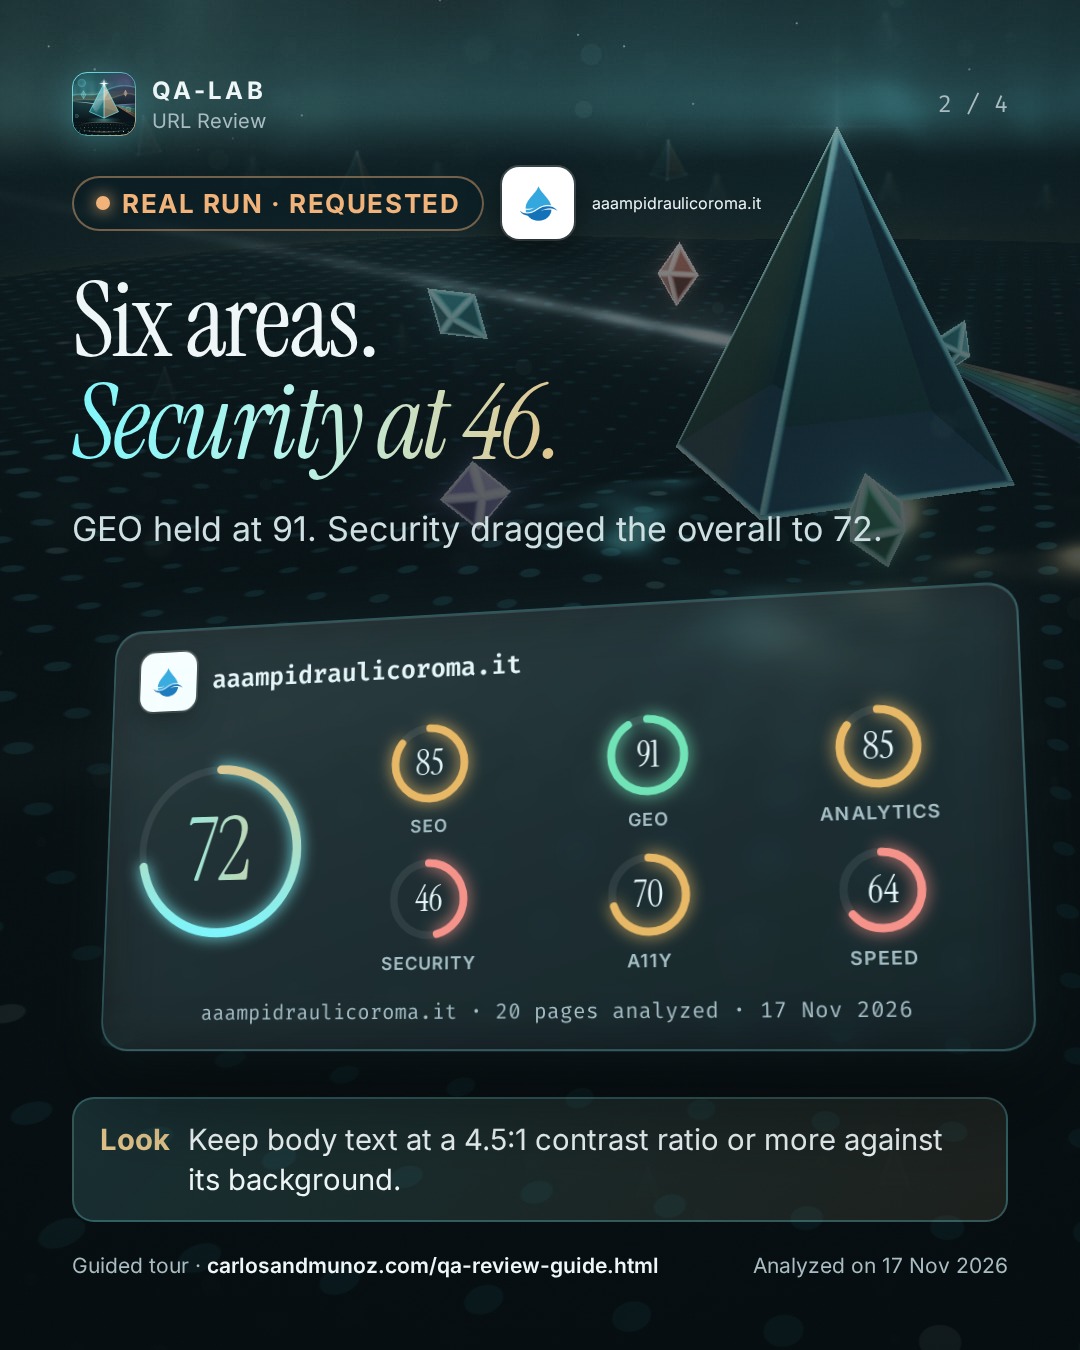 QA-LAB
URL Review
2 / 4
REAL RUN · REQUESTED
aaampidraulicoroma.it
Six areas.
Security at 46.
GEO held at 91. Security dragged the overall to 72.
aaampidraulicoroma.it
72
85
SEO
91
GEO
85
ANALYTICS
46
SECURITY
70
A11Y
64
SPEED
aaampidraulicoroma.it · 20 pages analyzed · 17 Nov 2026
Look Keep body text at a 4.5:1 contrast ratio or more against
its background.
Guided tour · carlosandmunoz.com/qa-review-guide.html
Analyzed on 17 Nov 2026